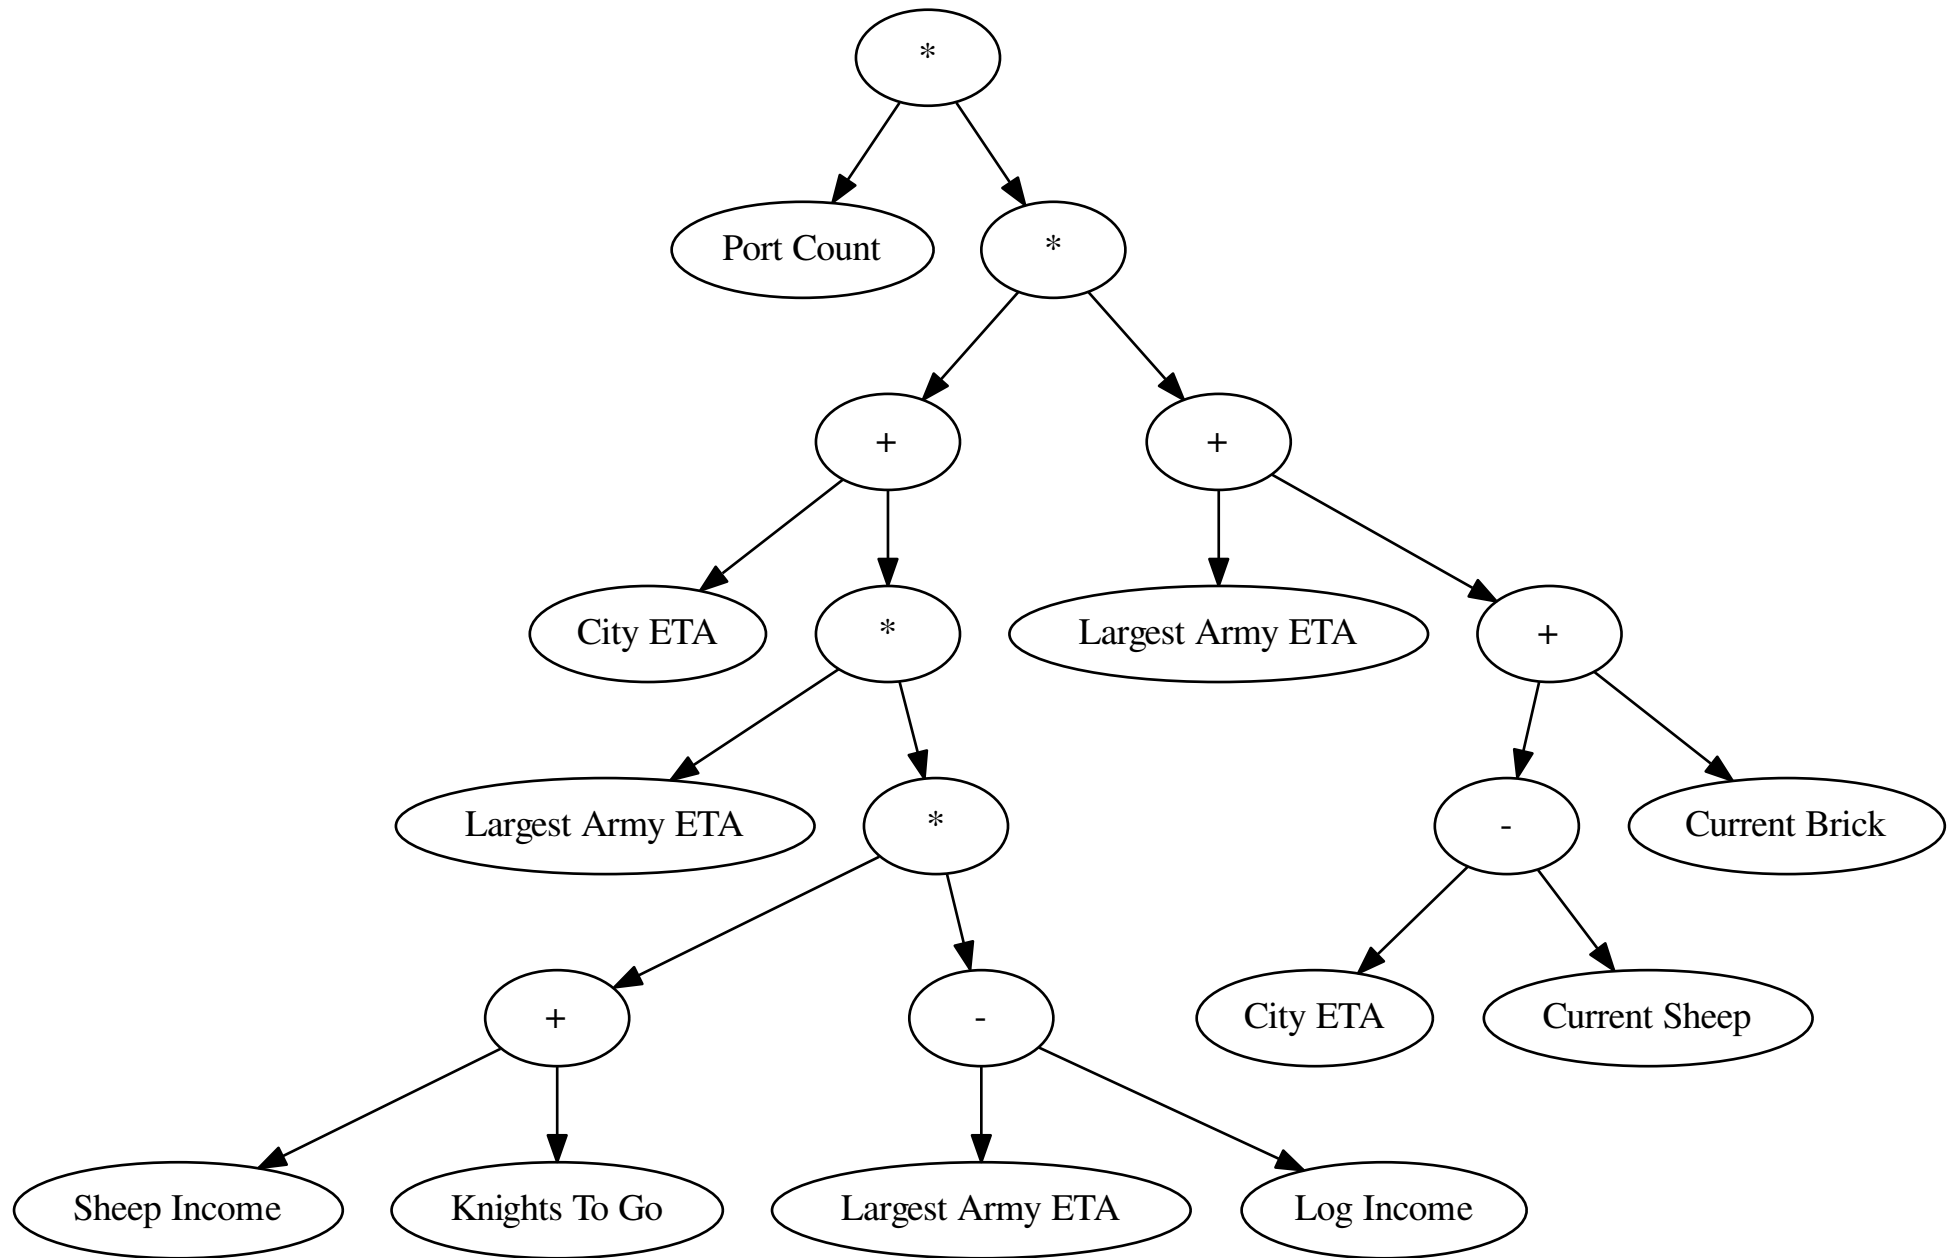 *
Port Count
*
+
+
City ETA
*
Largest Army ETA
+
Largest Army ETA
*
-
Current Brick
+
-
City ETA
Current Sheep
Sheep Income
Knights To Go
Largest Army ETA
Log Income